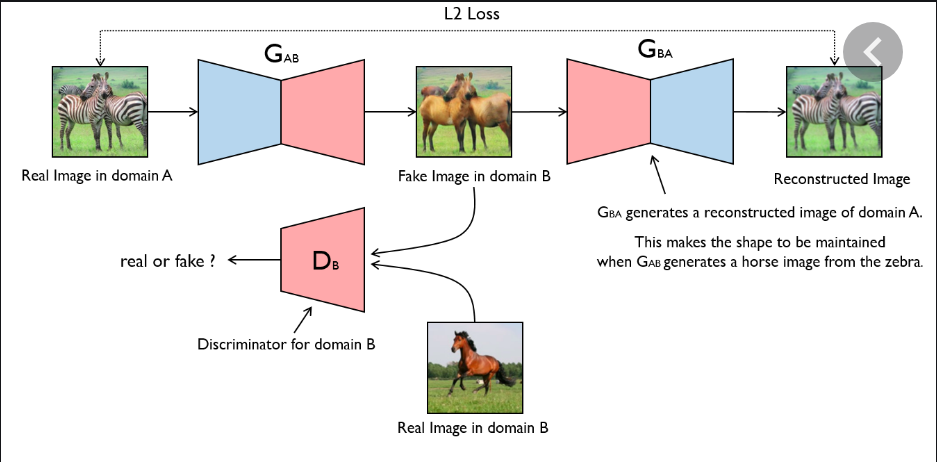 L2 Loss
GAB
GBA
Real Image in domain A
Fake Image in domain B
Reconstructed Image
GBA generates a reconstructed image of domain A.
This makes the shape to be maintained
when GAB generates a horse image from the zebra.
real or fake ?
DB
Discriminator for domain B
Real Image in domain B